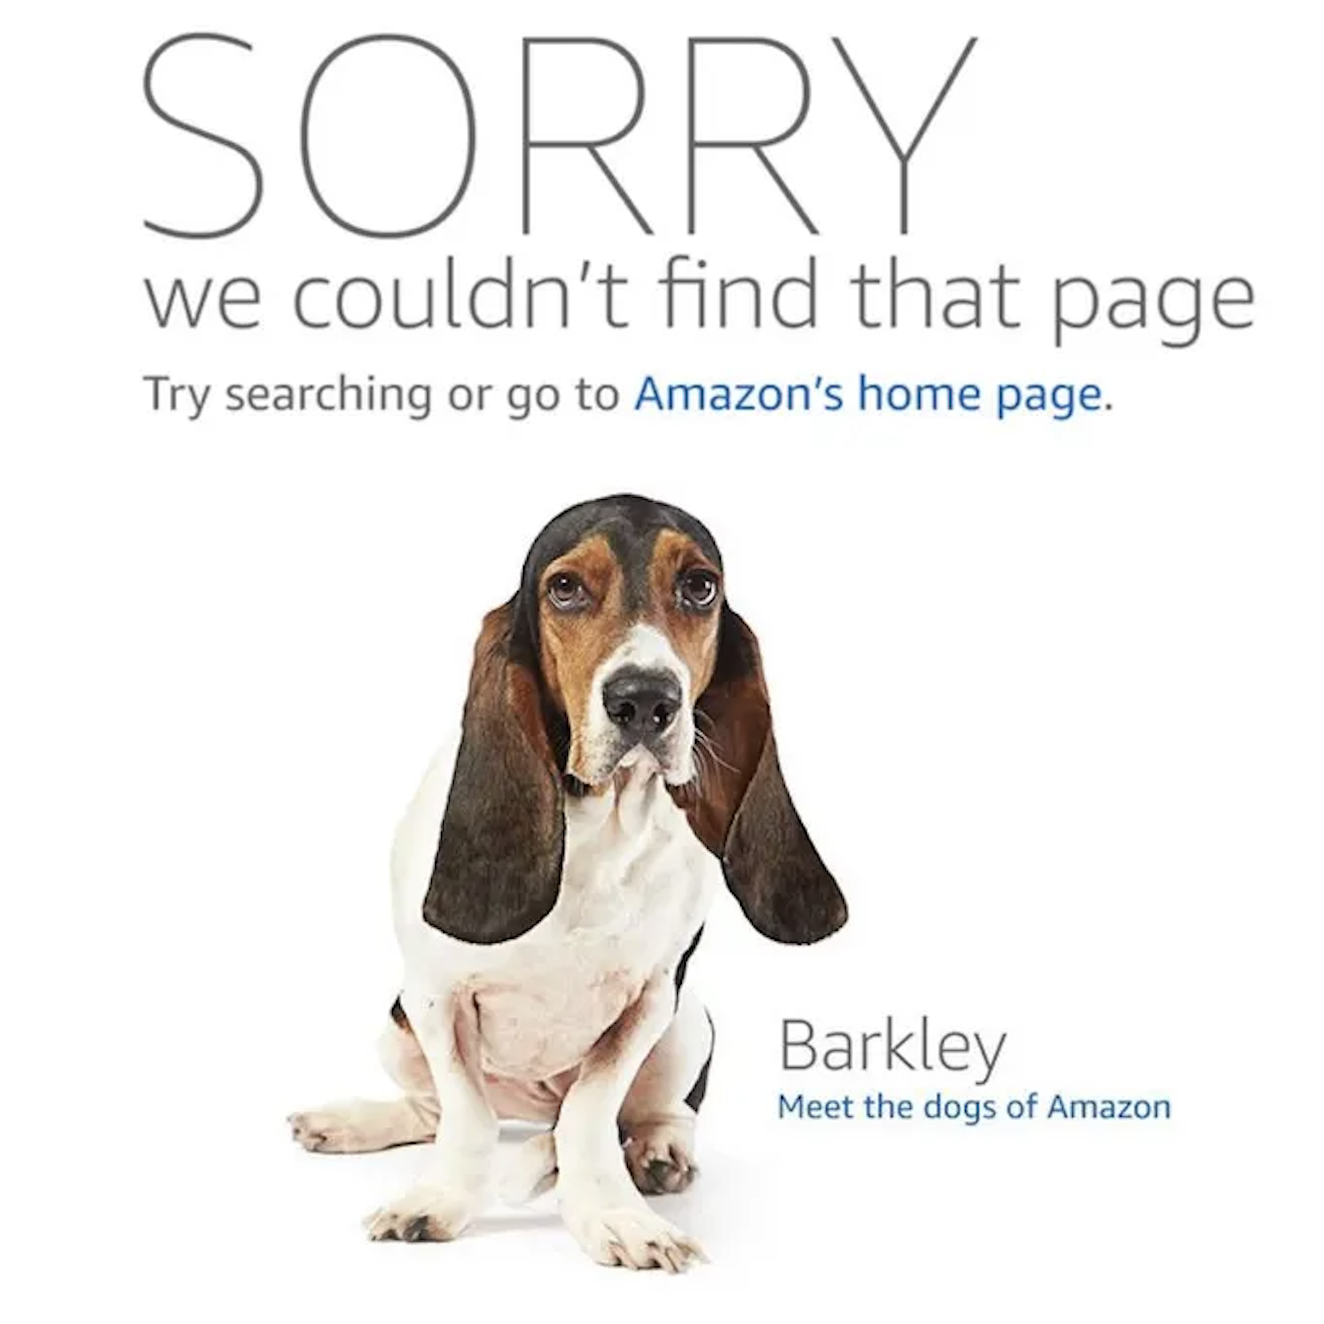 SORRY
we couldn't find that page
Try searching or go to Amazon's home page.
Barkley
Meet the dogs of Amazon